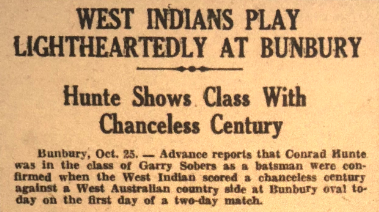 WEST INDIANS PLAY
LIGHTHEARTEDLY AT BUNBURY
Hunte Shows Class With
Chanceless Century
Bunbury, Oct. 25. — Advance reports that Conrad Hunte
was in the class of Garry Sobers as a batsman were con-
firmed when the West Indian scored a chanceless century
against a West Australian country side at Bunbury oval to-
day on the first day of a two-day match.